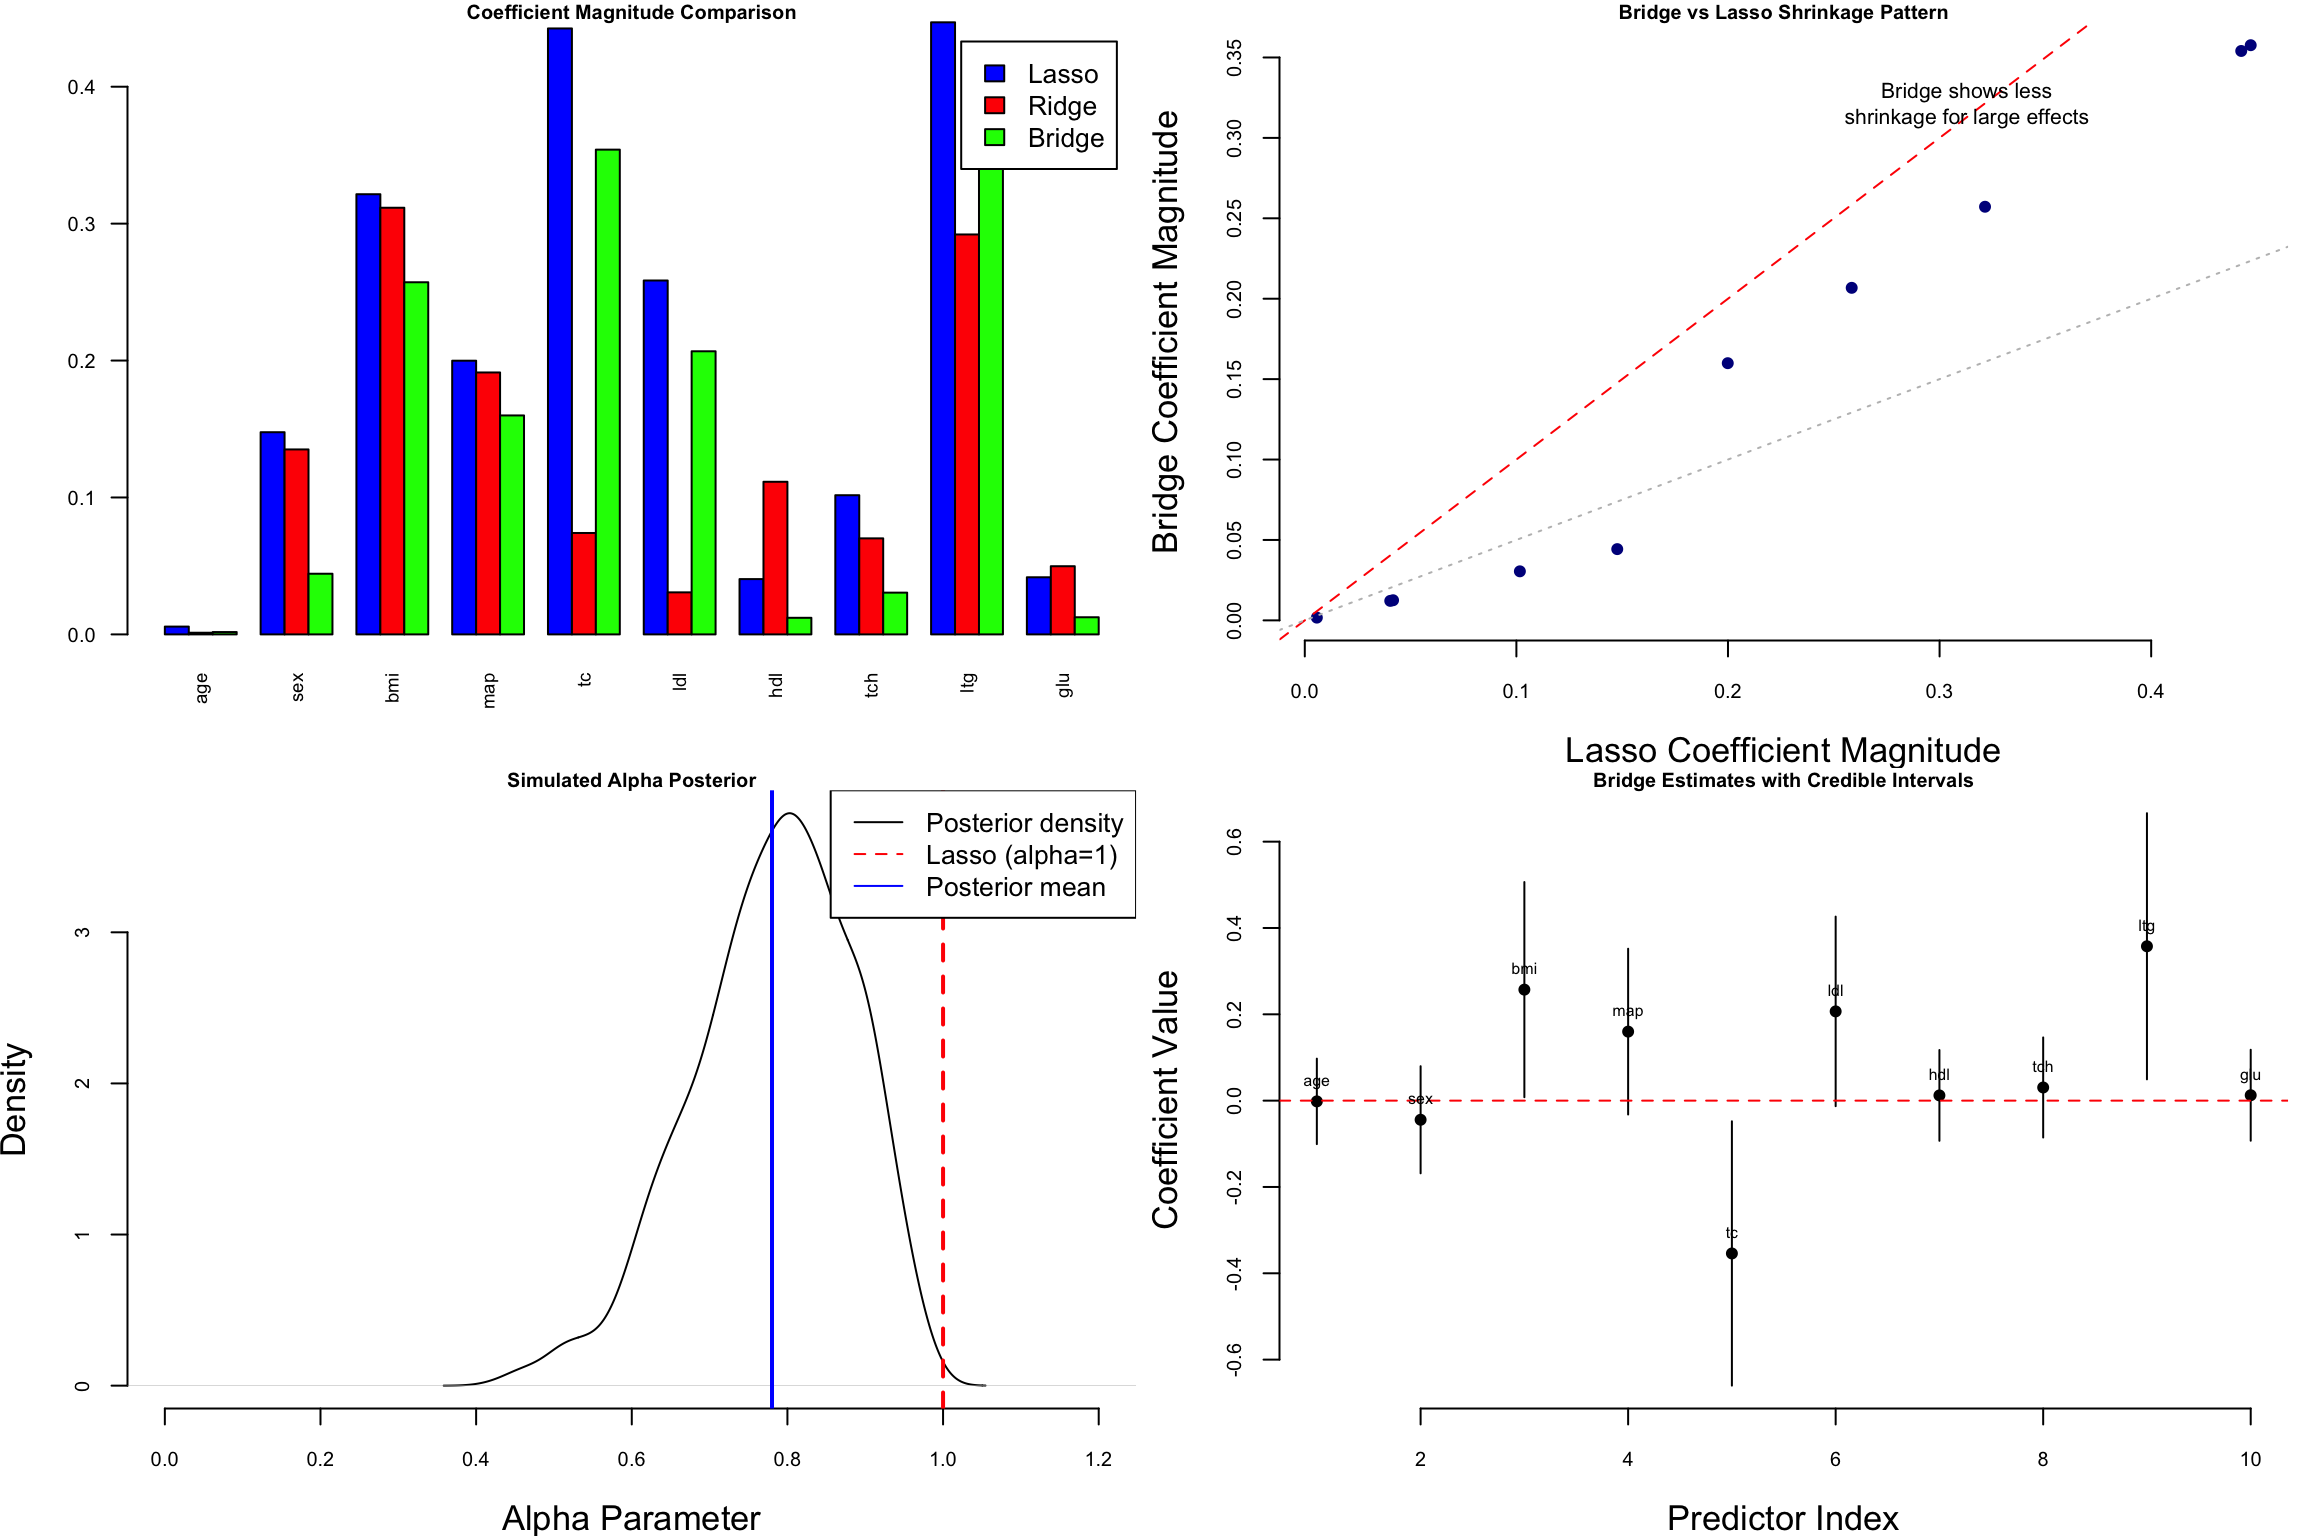 Coefficient Magnitude Comparison
0.4
0.3
0.2
0.1
0.0
Lasso
Ridge
Bridge
age sex bmi map tc ldl hdl tch ltg glu
Bridge vs Lasso Shrinkage Pattern
Bridge Coefficient Magnitude
0.35
0.30
0.25
0.20
0.15
0.10
0.05
0.00
Bridge shows less
shrinkage for large effects
0.0 0.1 0.2 0.3 0.4
Lasso Coefficient Magnitude
Simulated Alpha Posterior
Density
3
2
1
0
Posterior density
Lasso (alpha=1)
Posterior mean
0.0 0.2 0.4 0.6 0.8 1.0 1.2
Alpha Parameter
Bridge Estimates with Credible Intervals
Coefficient Value
0.6
0.4
0.2
0.0
-0.2
-0.4
-0.6
age
sex
bmi
map
tc
ldl
hdl
tch
ltg
glu
2 4 6 8 10
Predictor Index